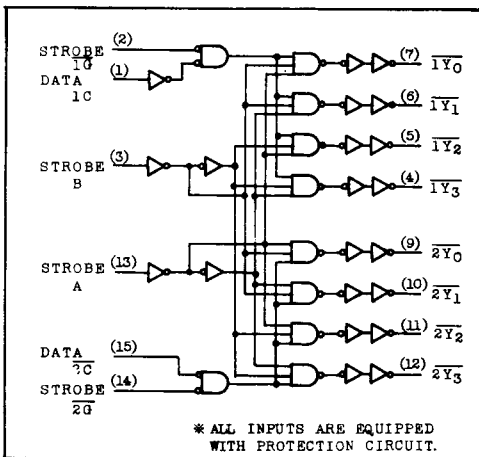 STROBE (2)
1G
DATA (1)
1C
STROBE (3)
B
STROBE (13)
A
DATA (15)
2C
STROBE (14)
2G
(7) 1Y0
(6) 1Y1
(5) 1Y2
(4) 1Y3
(9) 2Y0
(10) 2Y1
(11) 2Y2
(12) 2Y3
* ALL INPUTS ARE EQUIPPED
WITH PROTECTION CIRCUIT.